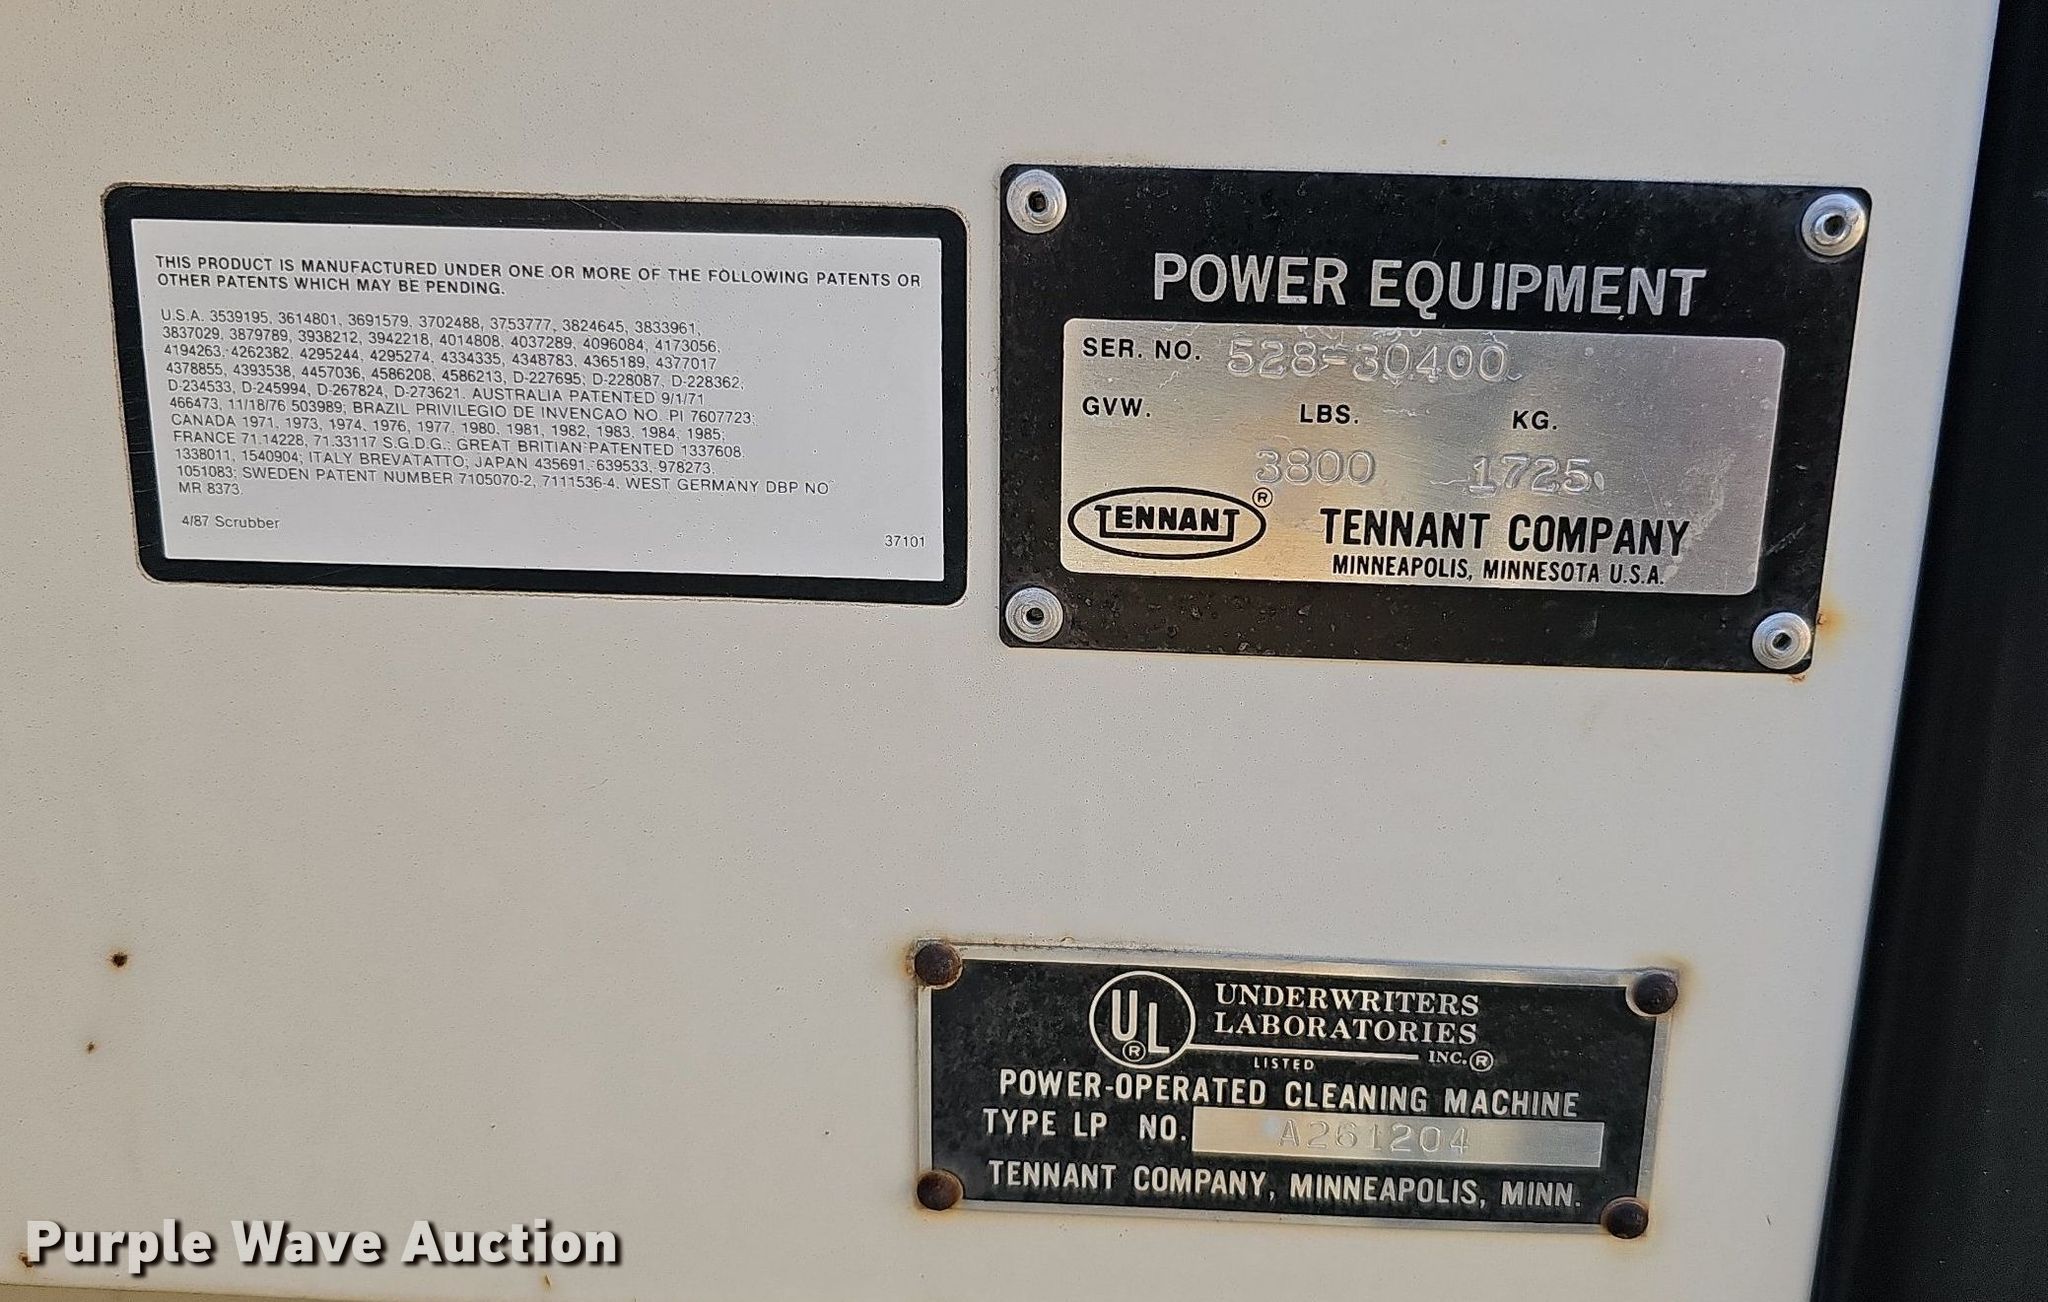 THIS PRODUCT IS MANUFACTURED UNDER ONE OR MORE OF THE FOLLOWING PATENTS OR
OTHER PATENTS WHICH MAY BE PENDING.
U.S.A. 3539195, 3614801, 3691579, 3702488, 3753777, 3824645, 3833961,
3837029, 3879789, 3938212, 3942218, 4014808, 4037289, 4096084, 4173056,
4194263, 4262382, 4295244, 4295274, 4334335, 4348783, 4365189, 4377017
4378855, 4393538, 4457036, 4586208, 4586213, D-227695; D-228087, D-228362,
D-234533, D-245994, D-267824, D-273621. AUSTRALIA PATENTED 9/1/71
466473, 11/18/76 503989; BRAZIL PRIVILEGIO DE INVENCAO NO. PI 7607723;
CANADA 1971, 1973, 1974, 1976, 1977, 1980, 1981, 1982, 1983, 1984, 1985;
FRANCE 71.14228, 71.33117 S.G.D.G.; GREAT BRITIAN PATENTED 1337608,
1338011, 1540904; ITALY BREVATATTO; JAPAN 435691, 639533, 978273,
1051083; SWEDEN PATENT NUMBER 7105070-2, 7111536-4, WEST GERMANY DBP NO
MR 8373.
4/87 Scrubber
37101
POWER EQUIPMENT
SER. NO. 528-30400
GVW. LBS. KG.
3800 1725
TENNANT ® TENNANT COMPANY
MINNEAPOLIS, MINNESOTA U.S.A.
UL ® UNDERWRITERS
LABORATORIES
INC.®
LISTED
POWER-OPERATED CLEANING MACHINE
TYPE LP NO. A261204
TENNANT COMPANY, MINNEAPOLIS, MINN.
Purple Wave Auction